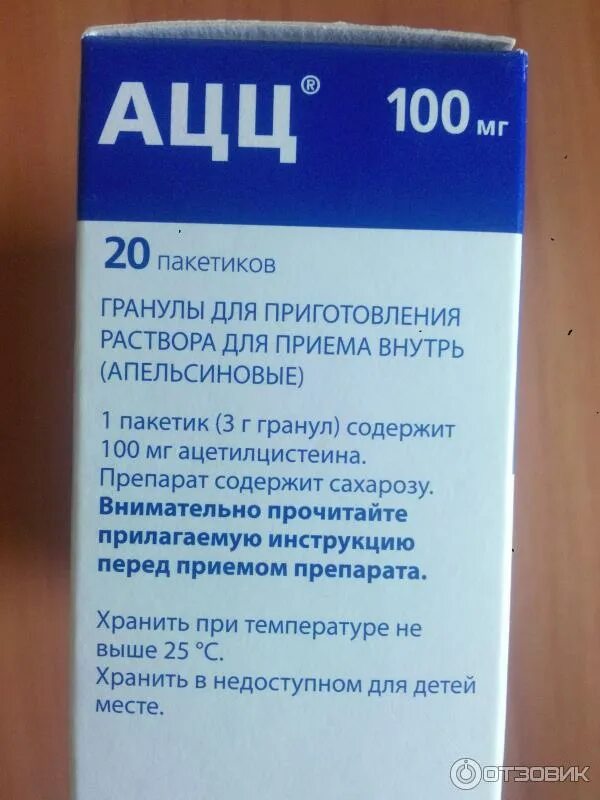 АЦЦ®
100 мг
20 пакетиков
ГРАНУЛЫ ДЛЯ ПРИГОТОВЛЕНИЯ
РАСТВОРА ДЛЯ ПРИЕМА ВНУТРЬ
(АПЕЛЬСИНОВЫЕ)
1 пакетик (3 г гранул) содержит
100 мг ацетилцистеина.
Препарат содержит сахарозу.
Внимательно прочитайте
прилагаемую инструкцию
перед приемом препарата.
Хранить при температуре не
выше 25 °С.
Хранить в недоступном для детей
месте.
ОТЗОВИК